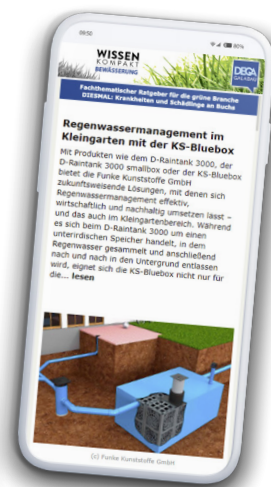 09:50
80%
WISSEN
KOMPAKT
BEWÄSSERUNG
DEGA
GALABAU
Fachthematischer Ratgeber für die grüne Branche
DIESMAL: Krankheiten und Schädlinge an Buchs
Regenwassermanagement im
Kleingarten mit der KS-Bluebox
Mit Produkten wie dem D-Raintank 3000, der
D-Raintank 3000 smallbox oder der KS-Bluebox
bietet die Funke Kunststoffe GmbH
zukunftsweisende Lösungen, mit denen sich
Regenwassermanagement effektiv,
wirtschaftlich und nachhaltig umsetzen lässt –
und das auch im Kleingartenbereich. Während
es sich beim D-Raintank 3000 um einen
unterirdischen Speicher handelt, in dem
Regenwasser gesammelt und anschließend
nach und nach in den Untergrund entlassen
wird, eignet sich die KS-Bluebox nicht nur für
die... lesen
(c) Funke Kunststoffe GmbH